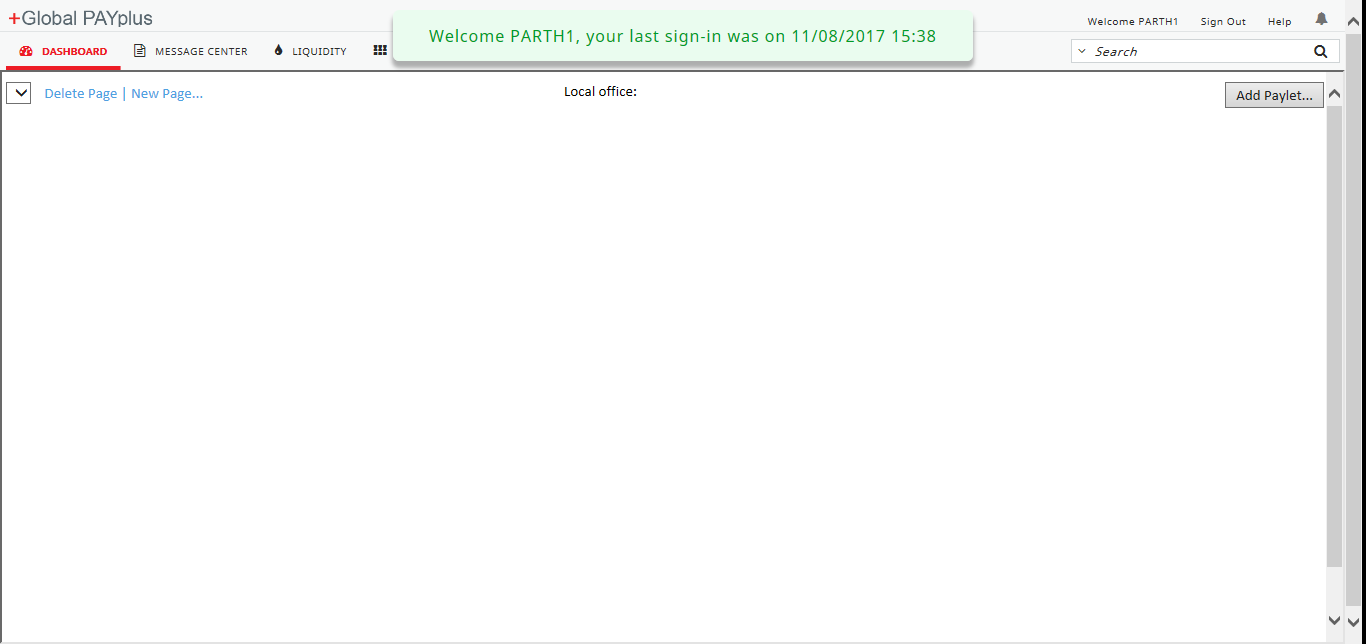 +Global PAYplus
Welcome PARTH1, your last sign-in was on 11/08/2017 15:38
Welcome PARTH1 Sign Out Help
DASHBOARD MESSAGE CENTER LIQUIDITY
Search
Delete Page | New Page...
Local office:
Add Paylet...